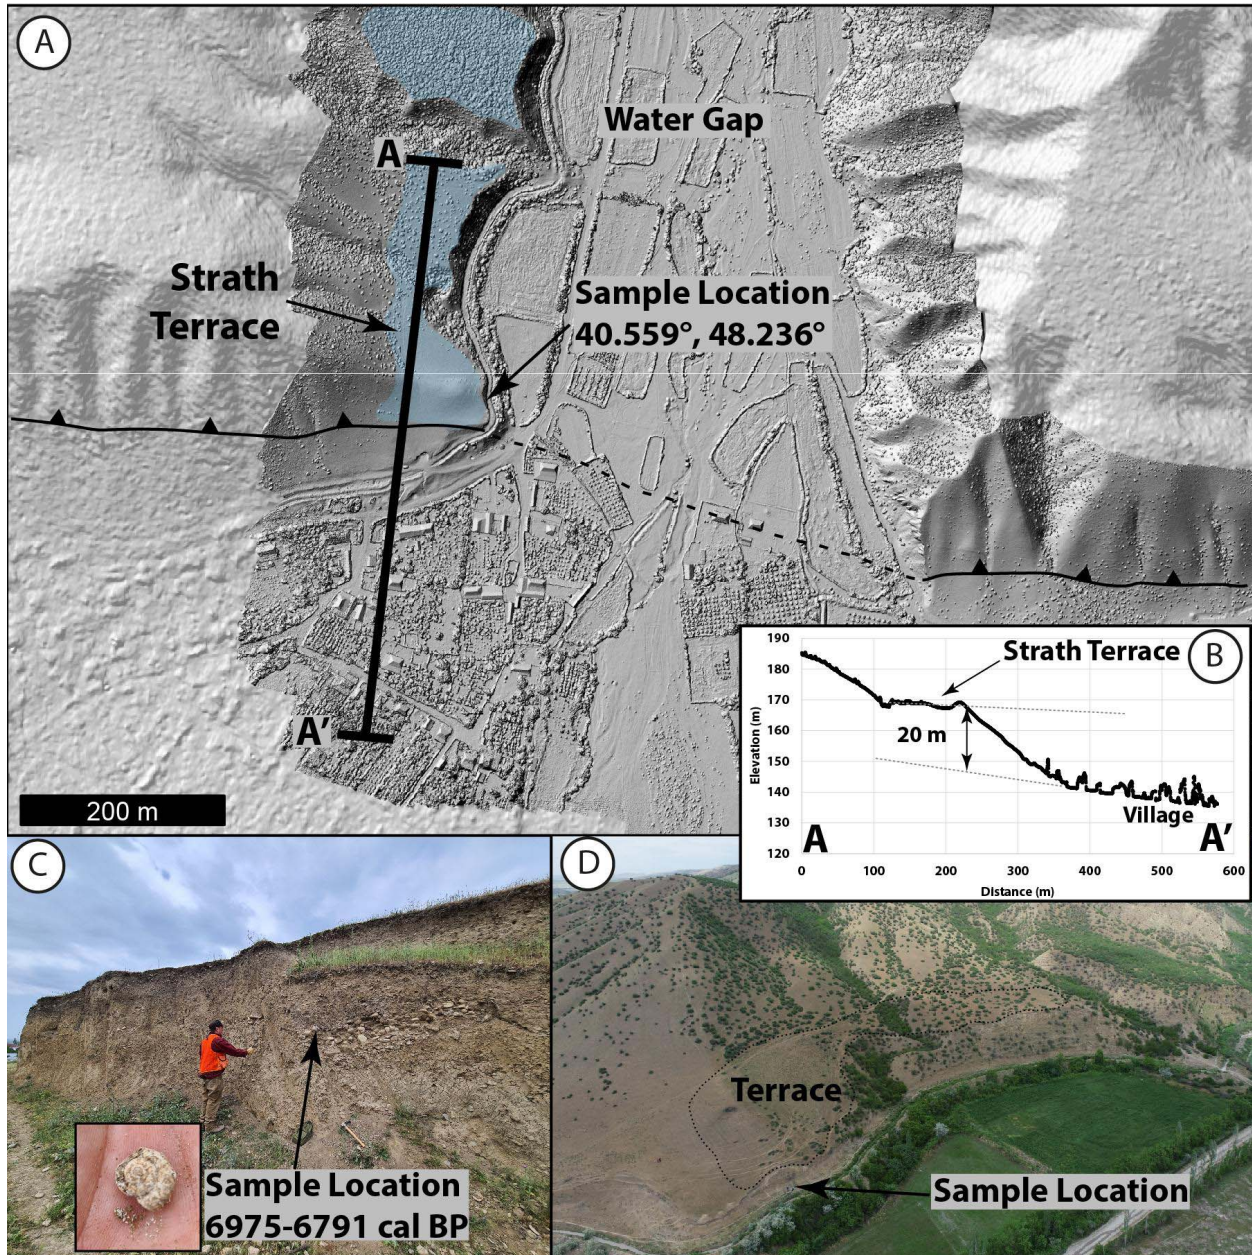 A
Water Gap
A
Strath
Terrace
Sample Location
40.559°, 48.236°
A'
200 m
B
Strath Terrace
190
180
170
160
150
140
130
120
20 m
Elevation (m)
Village
A
A'
0
100
200
300
400
500
600
Distance (m)
C
Sample Location
6975-6791 cal BP
D
Terrace
Sample Location